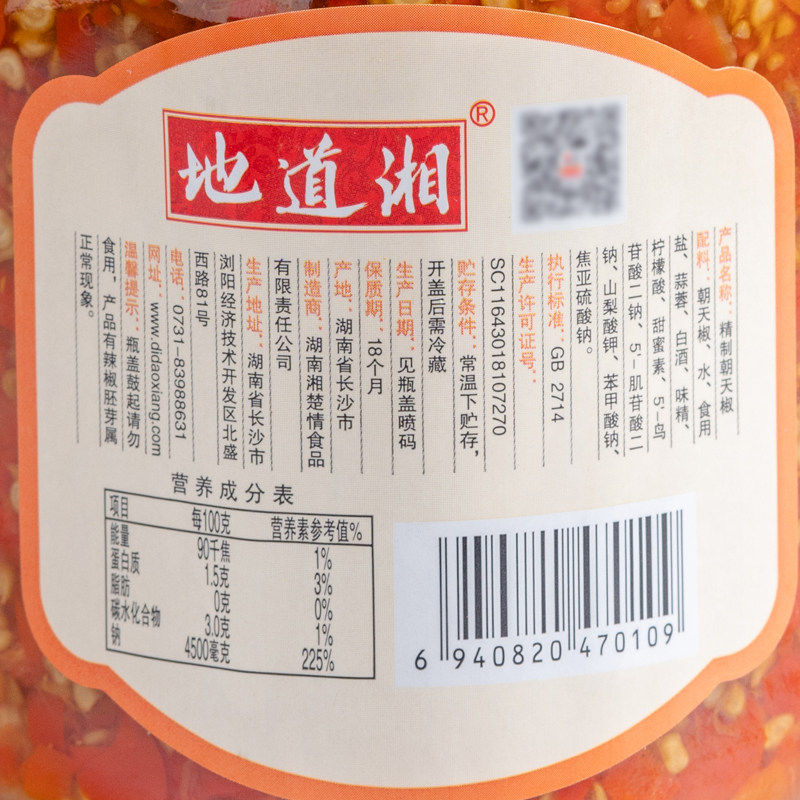 地道湘®
产品名称：精制朝天椒
配料：朝天椒、水、食用
盐、蒜蓉、白酒、味精、
柠檬酸、甜蜜素、5'-鸟
苷酸二钠、5'-肌苷酸二
钠、山梨酸钾、苯甲酸钠、
焦亚硫酸钠。
执行标准：GB 2714
生产许可证号：
SC11643018107270
贮存条件：常温下贮存，
开盖后需冷藏
生产日期：见瓶盖喷码
保质期：18个月
产地：湖南省长沙市
制造商：湖南湘楚情食品
有限责任公司
生产地址：湖南省长沙市
浏阳经济技术开发区北盛
西路81号
电话：0731-83988631
网址：www.didaoxiang.com
温馨提示：瓶盖鼓起请勿
食用，产品有辣椒胚芽属
正常现象。
营养成分表
项目 每100克 营养素参考值%
能量 90千焦 1%
蛋白质 1.5克 3%
脂肪 0克 0%
碳水化合物 3.0克 1%
钠 4500毫克 225%
6 940820 470109